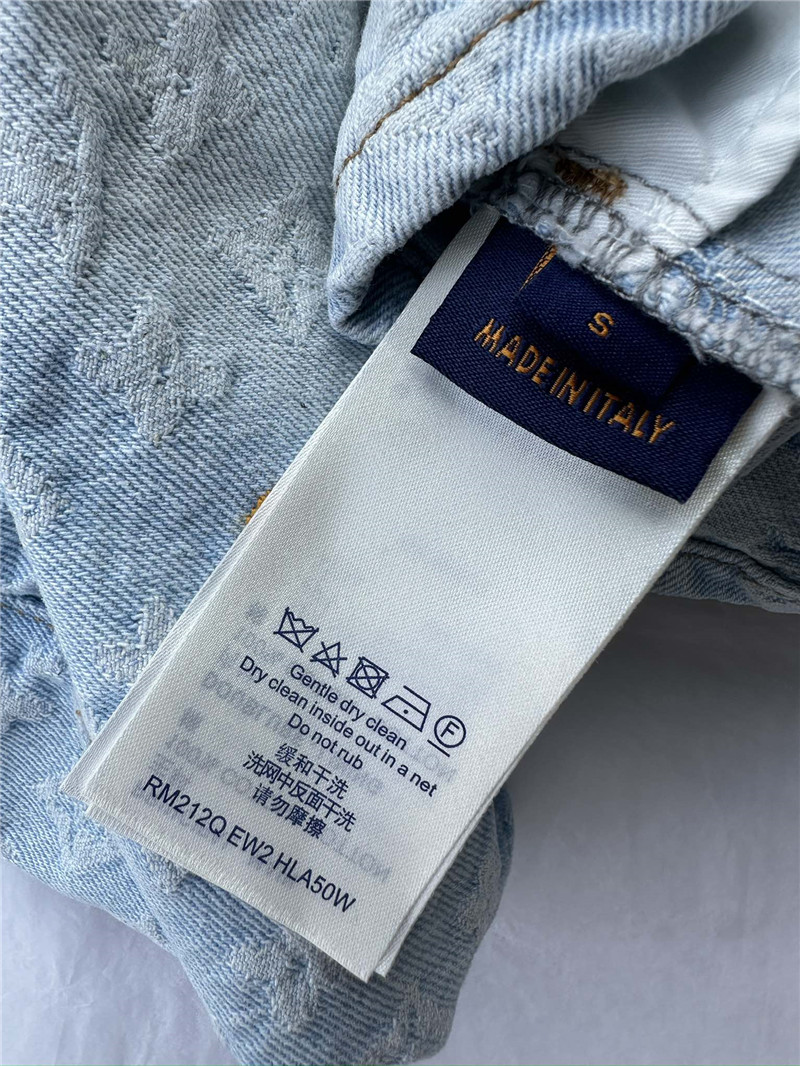 S
MADE IN ITALY
Gentle dry clean
Dry clean inside out in a net
Do not rub
缓和干洗
洗网中反面干洗
请勿摩擦
RM212Q EW2 HLA50W
F